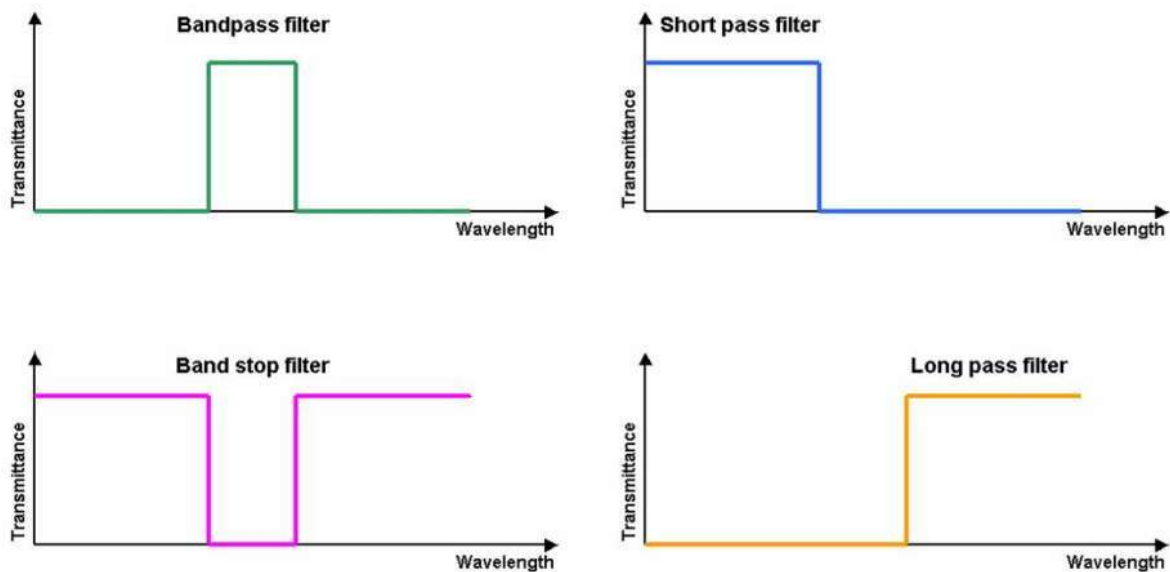 Bandpass filter
Transmittance
Wavelength
Short pass filter
Transmittance
Wavelength
Band stop filter
Transmittance
Wavelength
Long pass filter
Transmittance
Wavelength